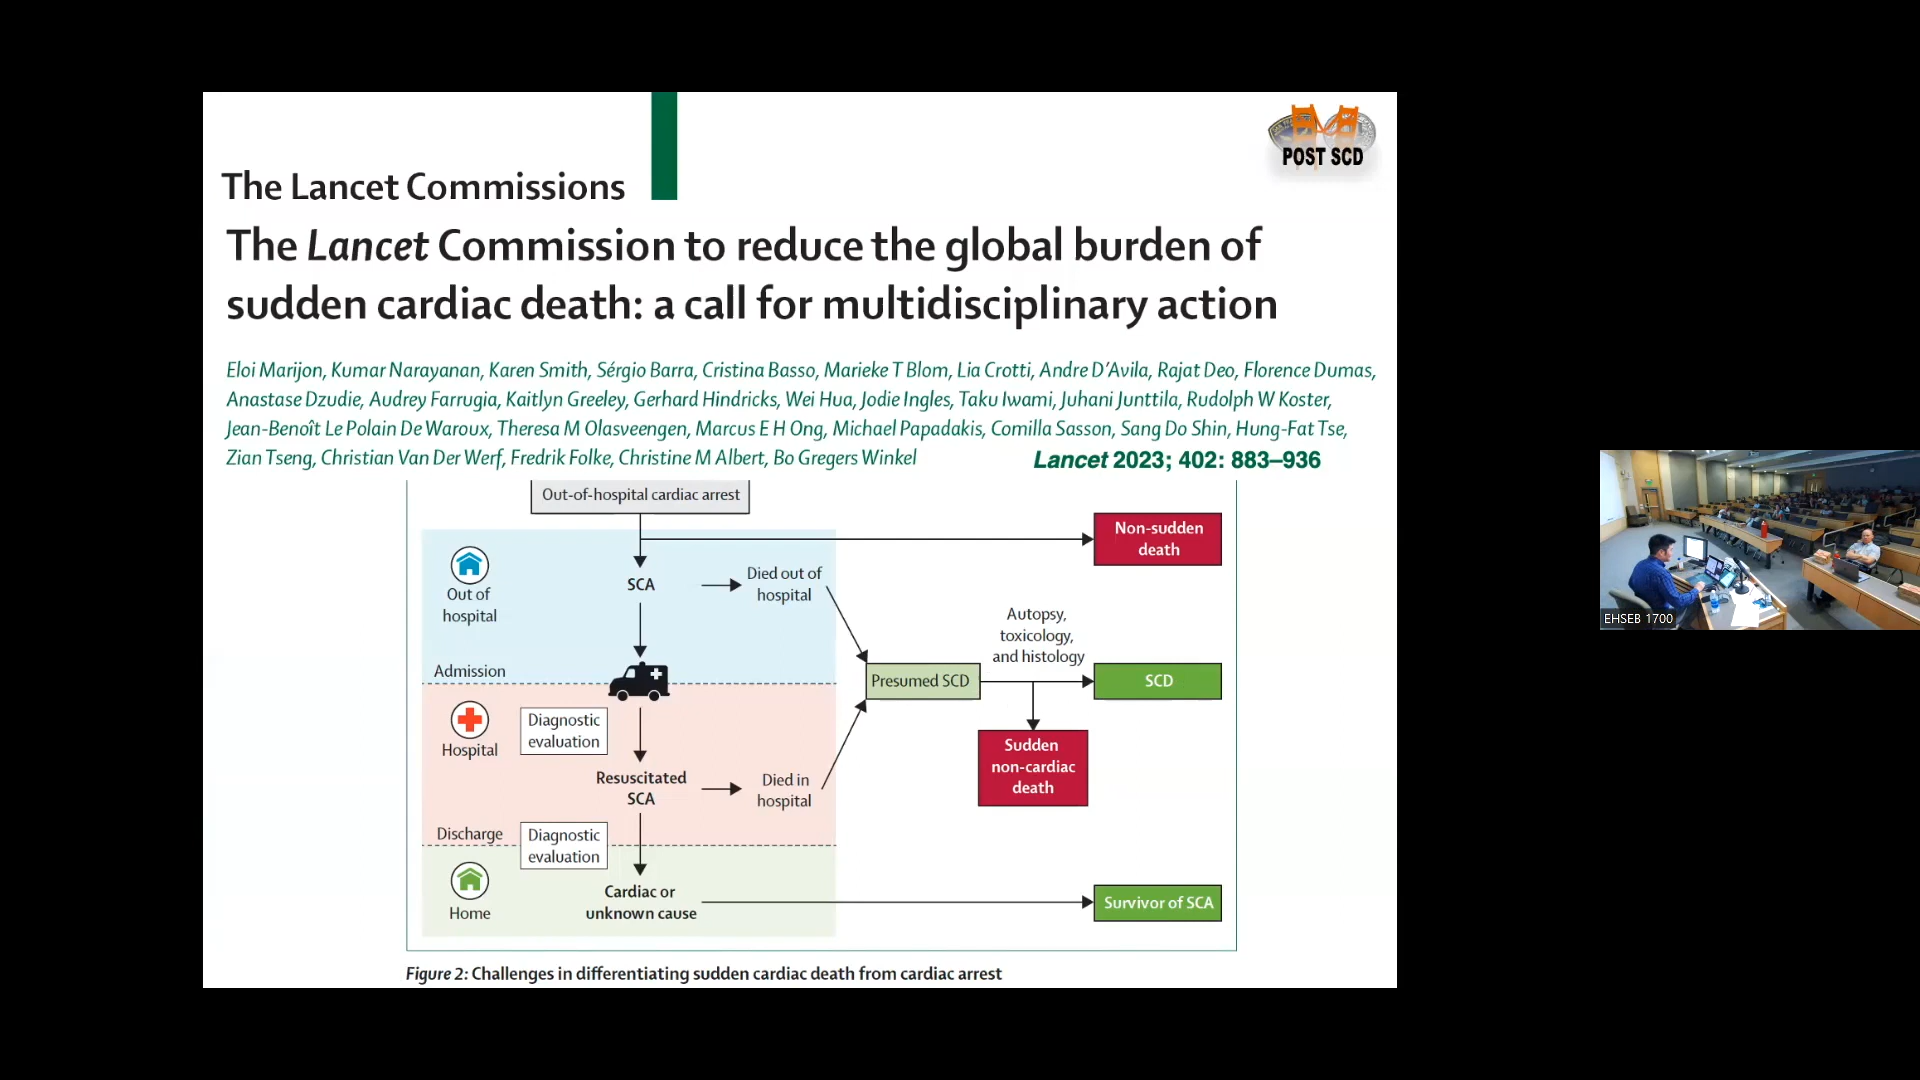 POST SCD
The Lancet Commissions
The Lancet Commission to reduce the global burden of
sudden cardiac death: a call for multidisciplinary action
Eloi Marijon, Kumar Narayanan, Karen Smith, Sérgio Barra, Cristina Basso, Marieke T Blom, Lia Crotti, Andre D’Avila, Rajat Deo, Florence Dumas,
Anastase Dzudie, Audrey Farrugia, Kaitlyn Greeley, Gerhard Hindricks, Wei Hua, Jodie Ingles, Taku Iwami, Juhani Junttila, Rudolph W Koster,
Jean-Benoît Le Polain De Waroux, Theresa M Olasveengen, Marcus E H Ong, Michael Papadakis, Comilla Sasson, Sang Do Shin, Hung-Fat Tse,
Zian Tseng, Christian Van Der Werf, Fredrik Folke, Christine M Albert, Bo Gregers Winkel
Lancet 2023; 402: 883–936
Out-of-hospital cardiac arrest
Non-sudden
death
Out of
hospital
SCA
Died out of
hospital
Autopsy,
toxicology,
and histology
Admission
Presumed SCD
SCD
Hospital
Diagnostic
evaluation
Sudden
non-cardiac
death
Resuscitated
SCA
Died in
hospital
Discharge
Diagnostic
evaluation
Home
Cardiac or
unknown cause
Survivor of SCA
Figure 2: Challenges in differentiating sudden cardiac death from cardiac arrest
EHSEB 1700